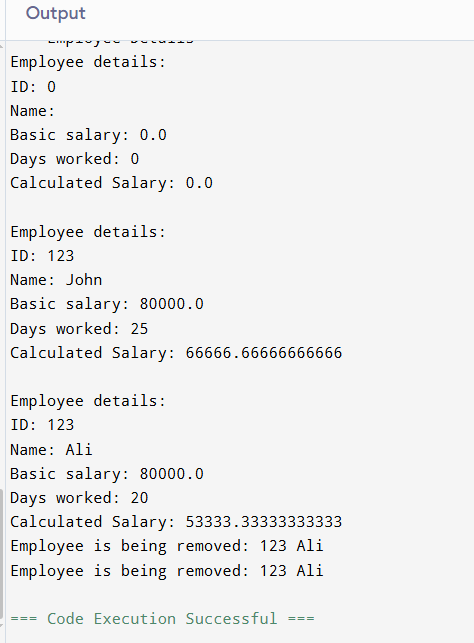 Output
Employee Details
Employee details:
ID: 0
Name:
Basic salary: 0.0
Days worked: 0
Calculated Salary: 0.0
Employee details:
ID: 123
Name: John
Basic salary: 80000.0
Days worked: 25
Calculated Salary: 66666.66666666666
Employee details:
ID: 123
Name: Ali
Basic salary: 80000.0
Days worked: 20
Calculated Salary: 53333.33333333333
Employee is being removed: 123 Ali
Employee is being removed: 123 Ali
=== Code Execution Successful ===